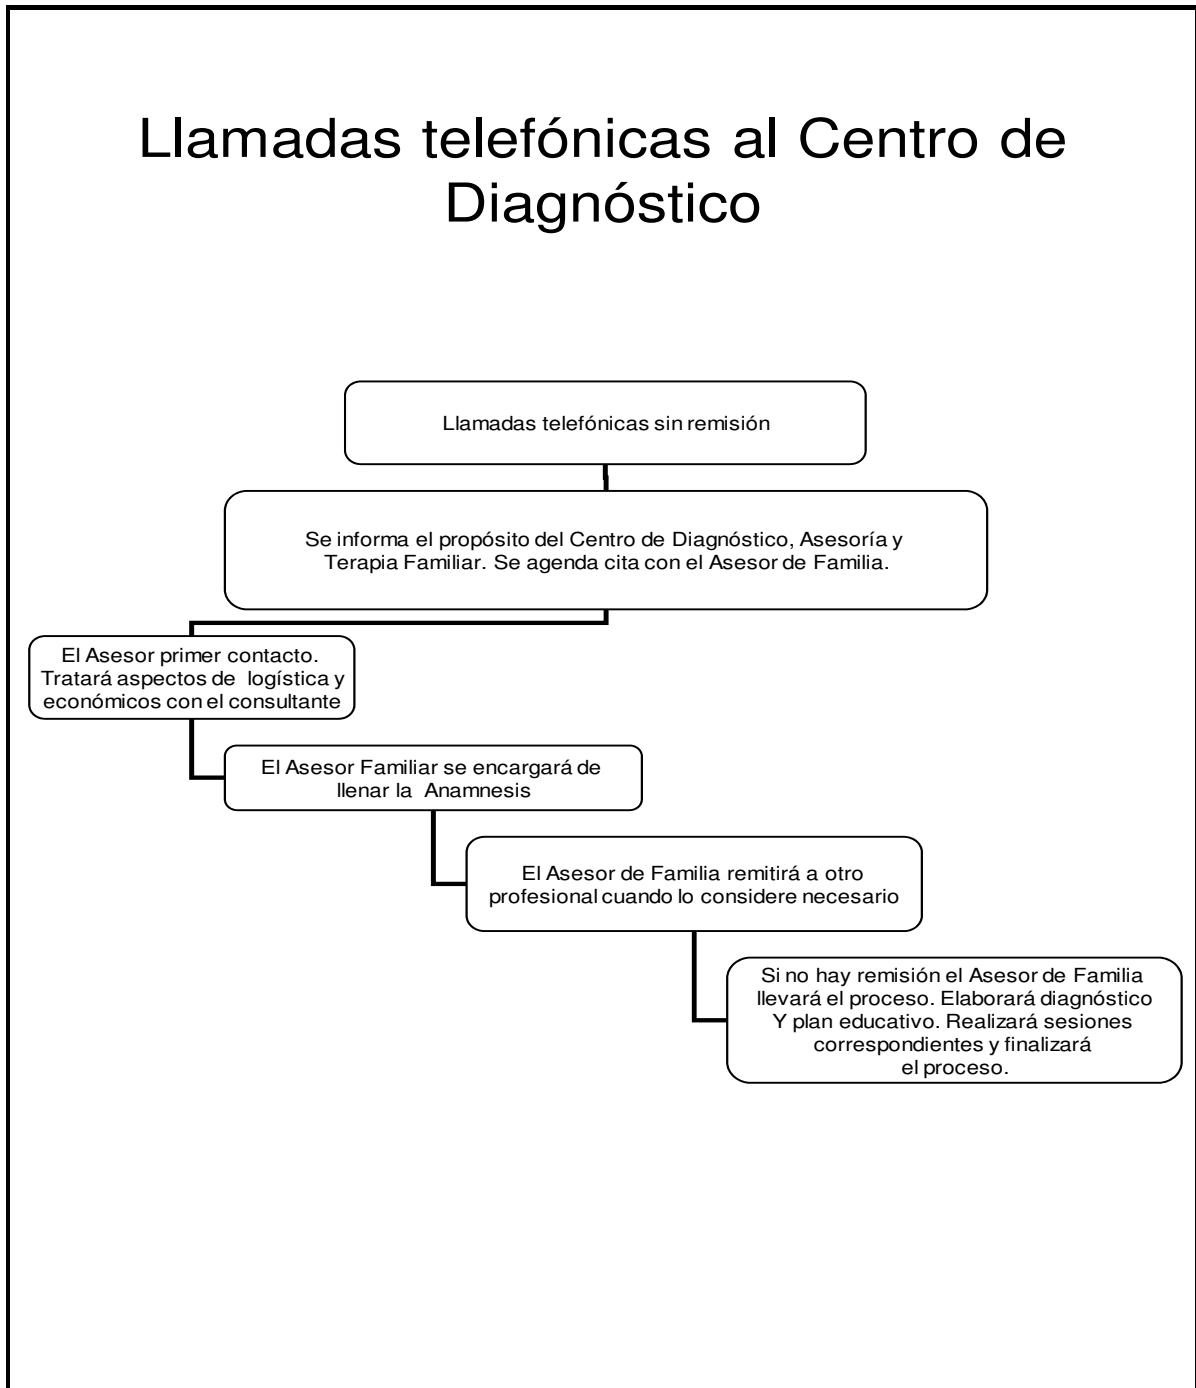 Llamadas telefónicas al Centro de
Diagnóstico
Llamadas telefónicas sin remisión
Se informa el propósito del Centro de Diagnóstico, Asesoría y
Terapia Familiar. Se agenda cita con el Asesor de Familia.
El Asesor primer contacto.
Tratará aspectos de logística y
económicos con el consultante
El Asesor Familiar se encargará de
llenar la Anamnesis
El Asesor de Familia remitirá a otro
profesional cuando lo considere necesario
Si no hay remisión el Asesor de Familia
llevará el proceso. Elaborará diagnóstico
Y plan educativo. Realizará sesiones
correspondientes y finalizará
el proceso.